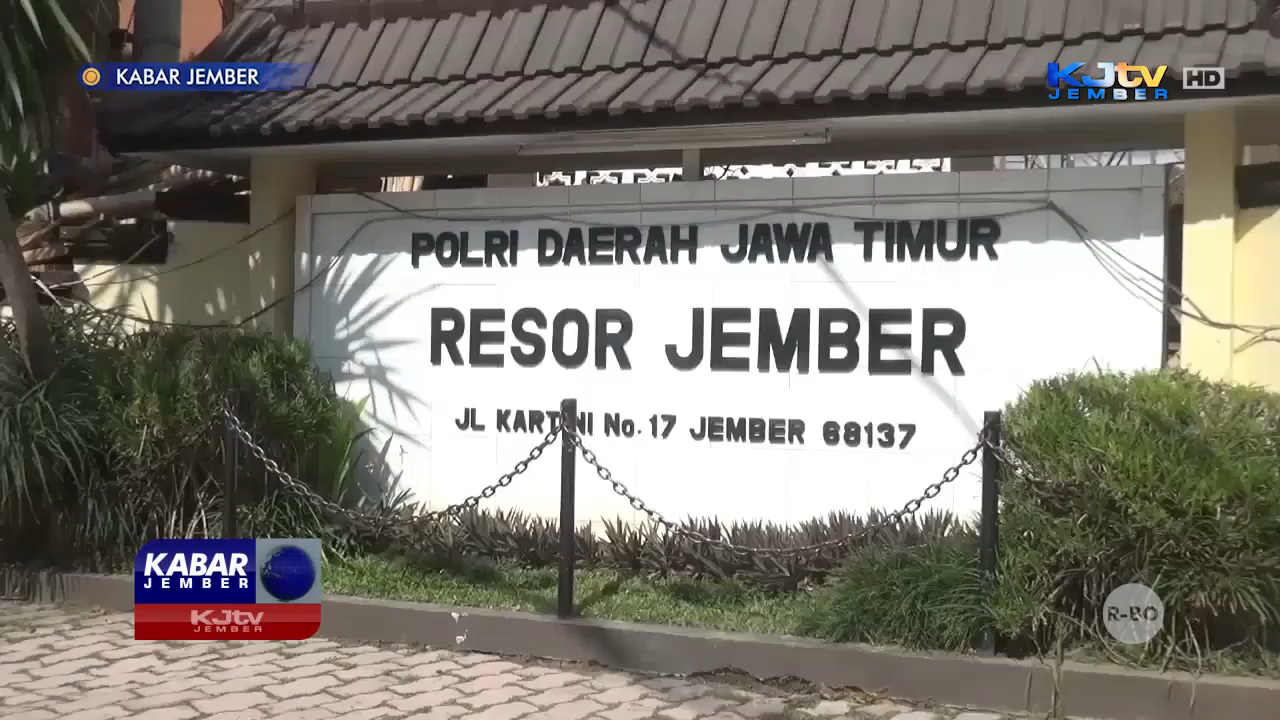 KABAR JEMBER
KJtv HD
JEMBER
POLRI DAERAH JAWA TIMUR
RESOR JEMBER
JL KARTINI No. 17 JEMBER 68137
KABAR
JEMBER
KJtv
JEMBER
R-BO